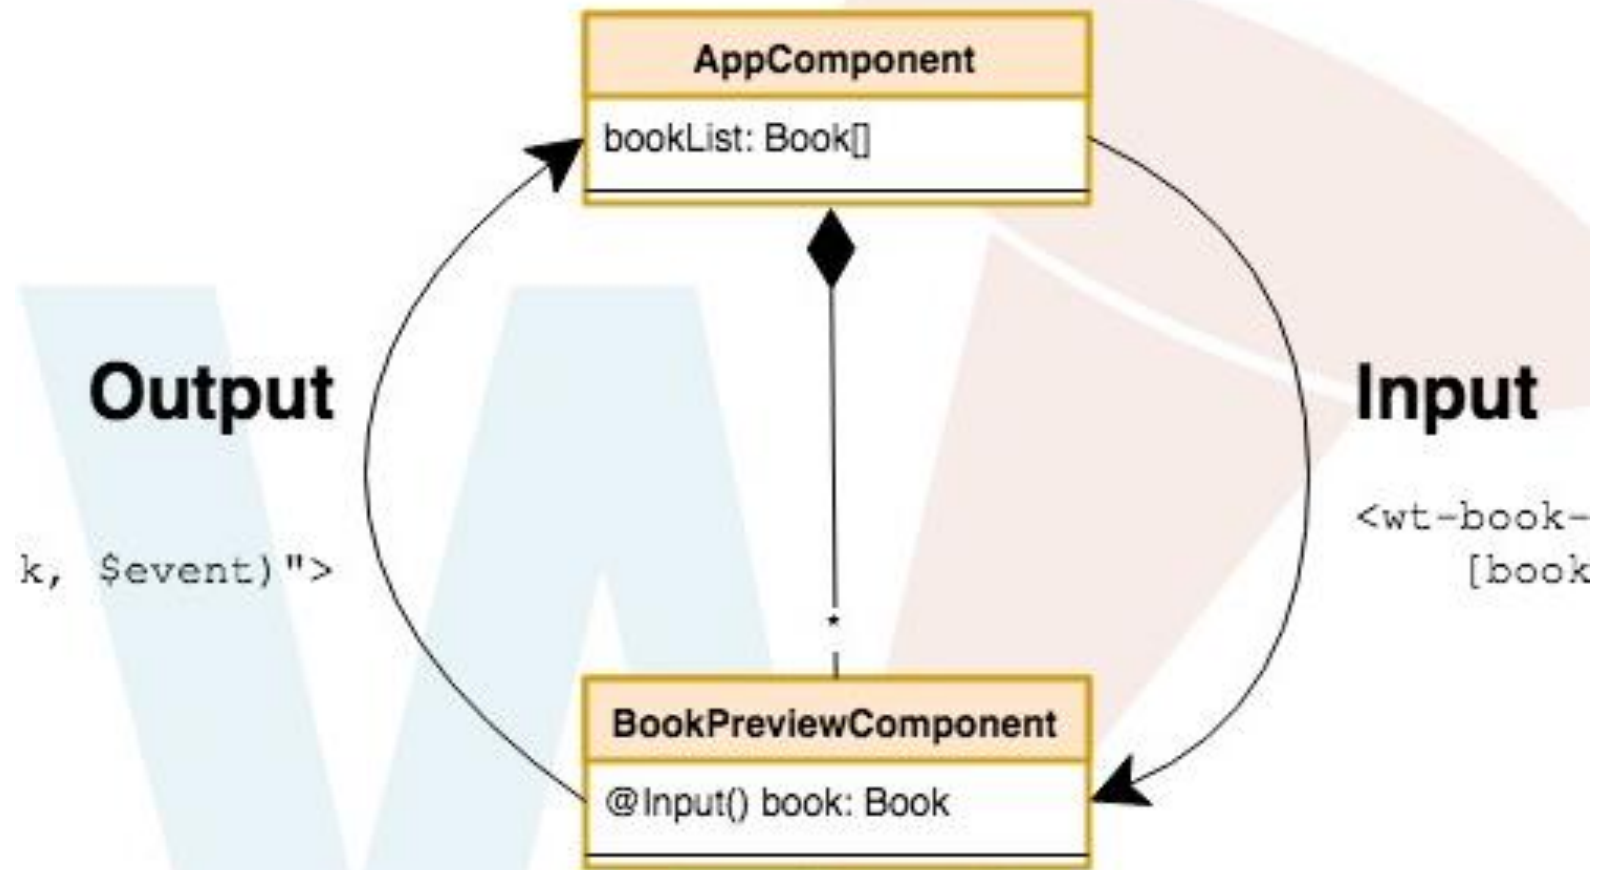 AppComponent
bookList: Book[]
Output
Input
<wt-book-
k, $event)">
[book
*
BookPreviewComponent
@Input() book: Book